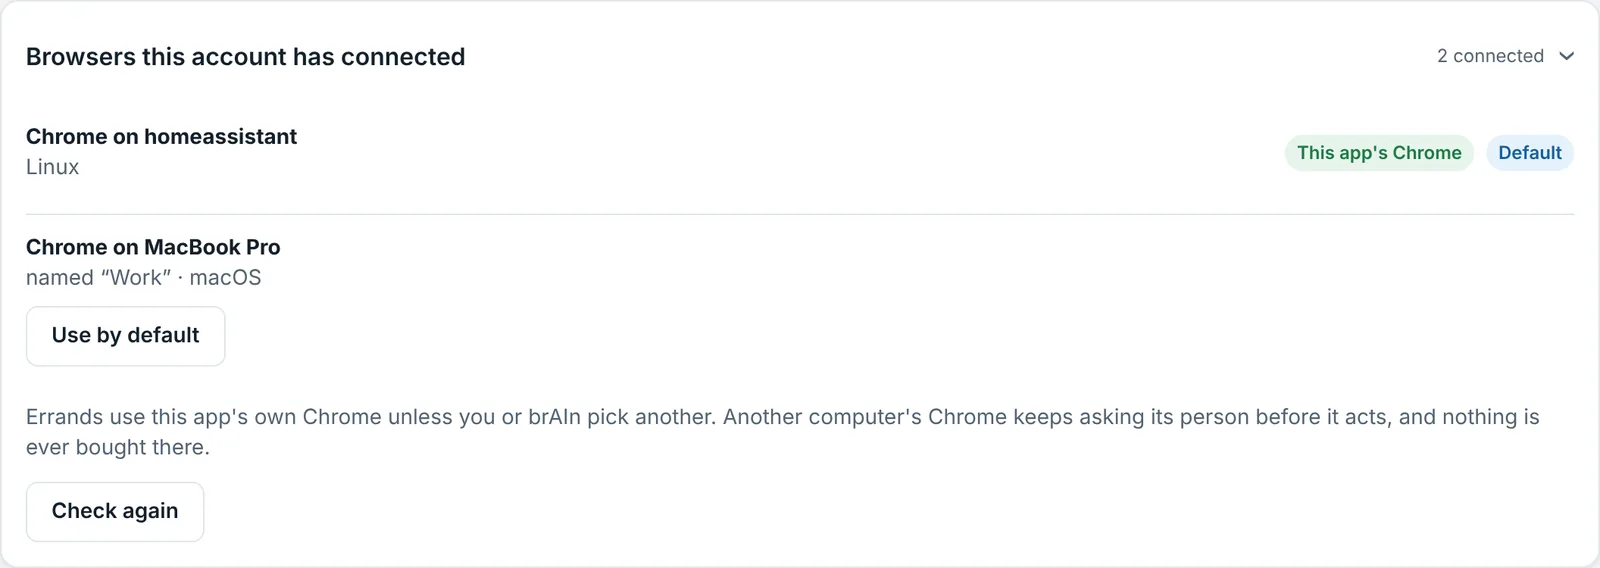 Browsers this account has connected
2 connected
Chrome on homeassistant
Linux
This app's Chrome
Default
Chrome on MacBook Pro
named “Work” · macOS
Use by default
Errands use this app's own Chrome unless you or brAIn pick another. Another computer's Chrome keeps asking its person before it acts, and nothing is
ever bought there.
Check again